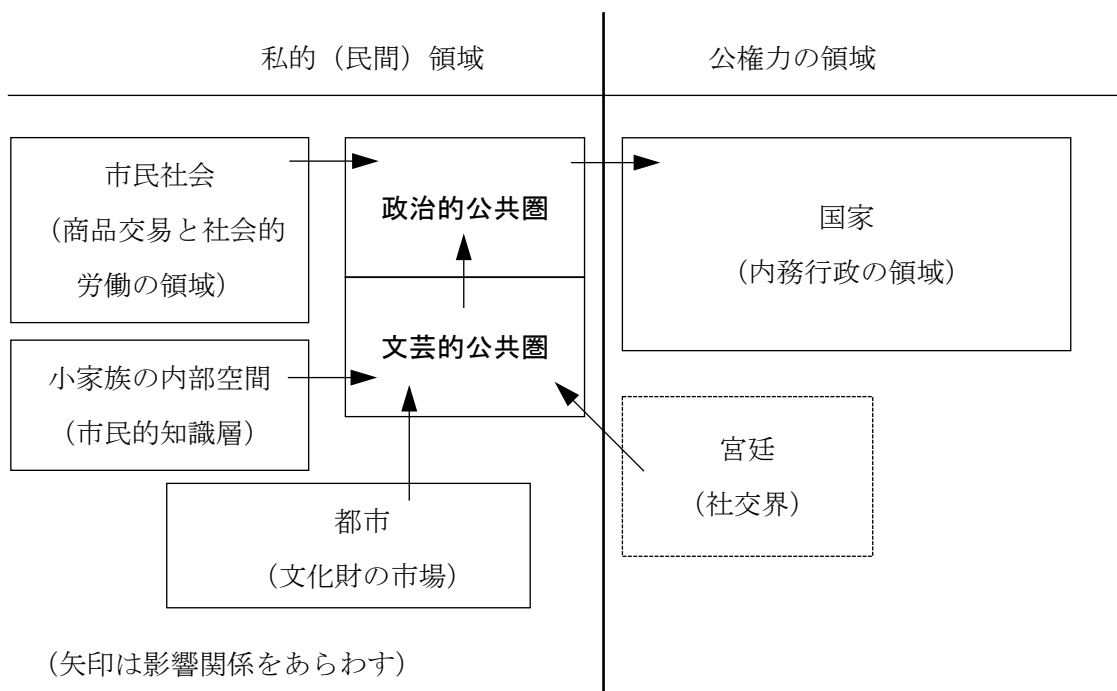 私的（民間）領域
公権力の領域
市民社会
（商品交易と社会的
労働の領域）
政治的公共圏
国家
（内務行政の領域）
文芸的公共圏
小家族の内部空間
（市民的知識層）
宮廷
（社交界）
都市
（文化財の市場）
（矢印は影響関係をあらわす）